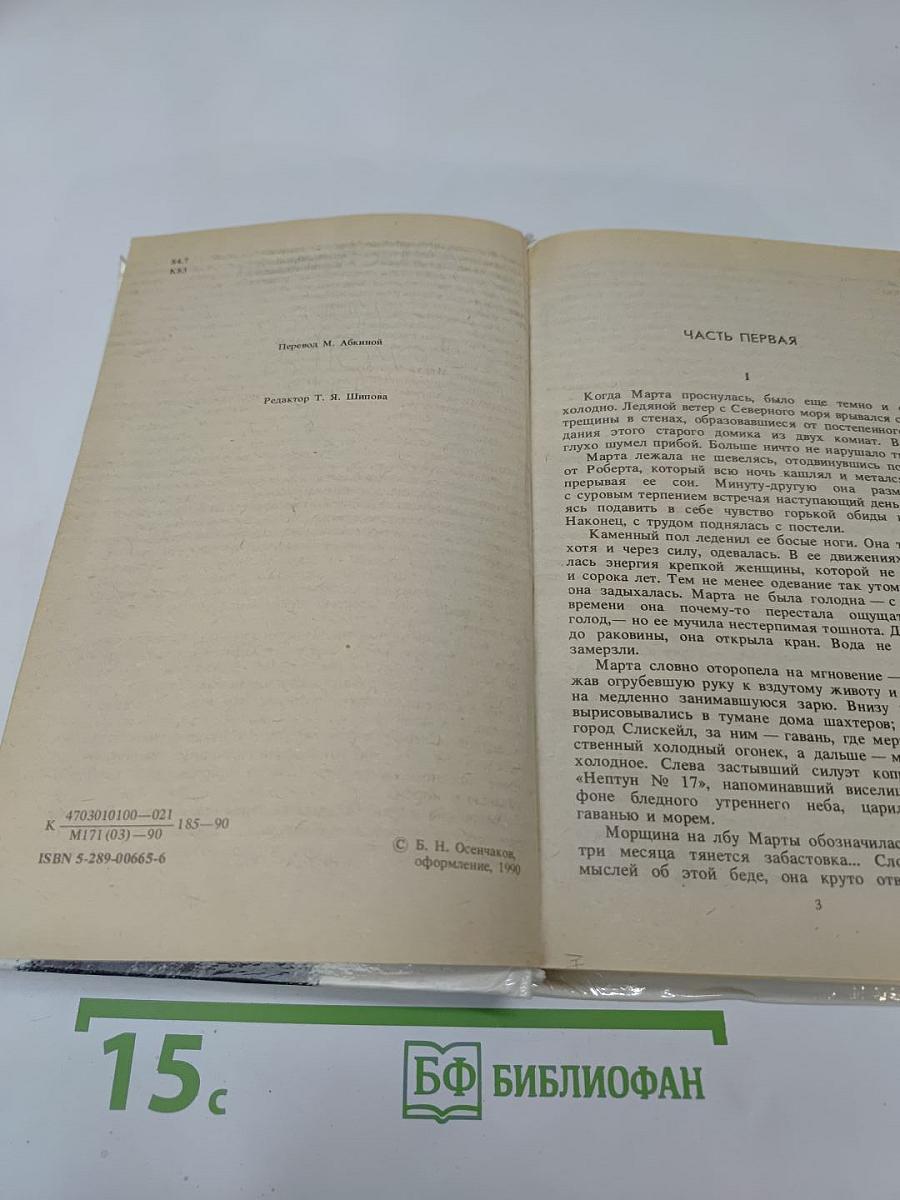 84.7
К83
Перевод М. Абкиной
Редактор Т. Я. Шипова
К 4703010100—021 185—90
М171(03)—90
ISBN 5-289-00665-6
© Б. Н. Осенчаков,
оформление, 1990
ЧАСТЬ ПЕРВАЯ
1
Когда Марта проснулась, было еще темно и
холодно. Ледяной ветер с Северного моря врывался
трещины в стенах, образовавшиеся от постепенного
дания этого старого домика из двух комнат. В
глухо шумел прибой. Больше ничто не нарушало
Марта лежала не шевелясь, отодвинувшись
от Роберта, который всю ночь кашлял и метался
прерывая ее сон. Минуту-другую она
с суровым терпением встречая наступающий день
ясь подавить в себе чувство горькой обиды
Наконец, с трудом поднялась с постели.
Каменный пол леденил ее босые ноги. Она
хотя и через силу, одевалась. В ее движениях
лась энергия крепкой женщины, которой не
и сорока лет. Тем не менее одевание так
она задыхалась. Марта не была голодна — с
времени она почему-то перестала
голод,— но ее мучила нестерпимая тошнота.
до раковины, она открыла кран. Вода не
замерзли.
Марта словно оторопела на мгновение —
жав огрубевшую руку к вздутому животу и
на медленно занимавшуюся зарю. Внизу
вырисовывались в тумане дома шахтеров;
город Слискейл, за ним — гавань, где
ственный холодный огонек, а дальше —
холодное. Слева застывший силуэт
«Нептун № 17», напоминавший
фоне бледного утреннего неба,
гаванью и морем.
Морщина на лбу Марты обозначилась
три месяца тянется забастовка...
мыслей об этой беде, она круто
3
15с
БФ БИБЛИОФАН